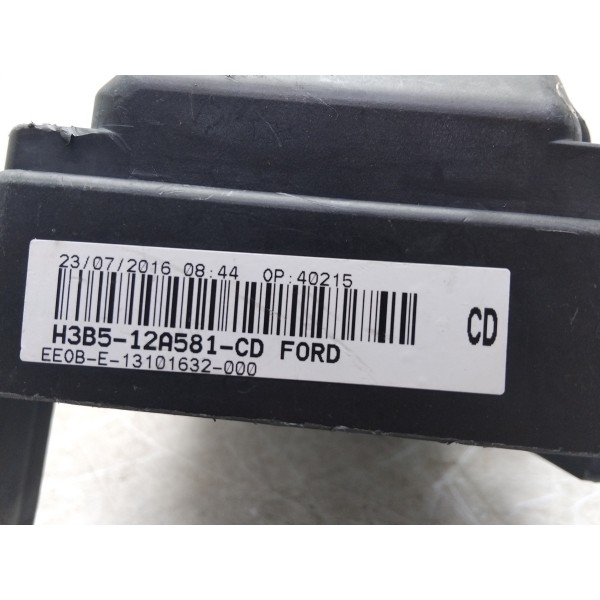 23/07/2016 08:44 OP:40215
H3B5-12A581-CD FORD
EE0B-E-13101632-000
CD